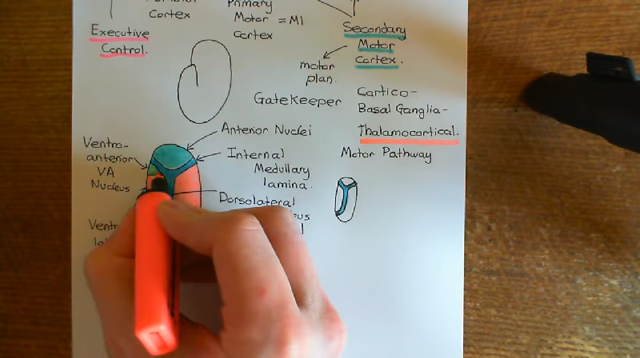 Cortex
Executive
Control.
Primary
Motor = M1
Cortex
Secondary
Motor
Cortex.
motor
plan.
Gatekeeper
Cortico-
Basal Ganglia-
Thalamocortical.
Motor Pathway
Anterior Nuclei
Ventro-
anterior
VA
Nucleus
Internal
Medullary
lamina.
Dorsolateral